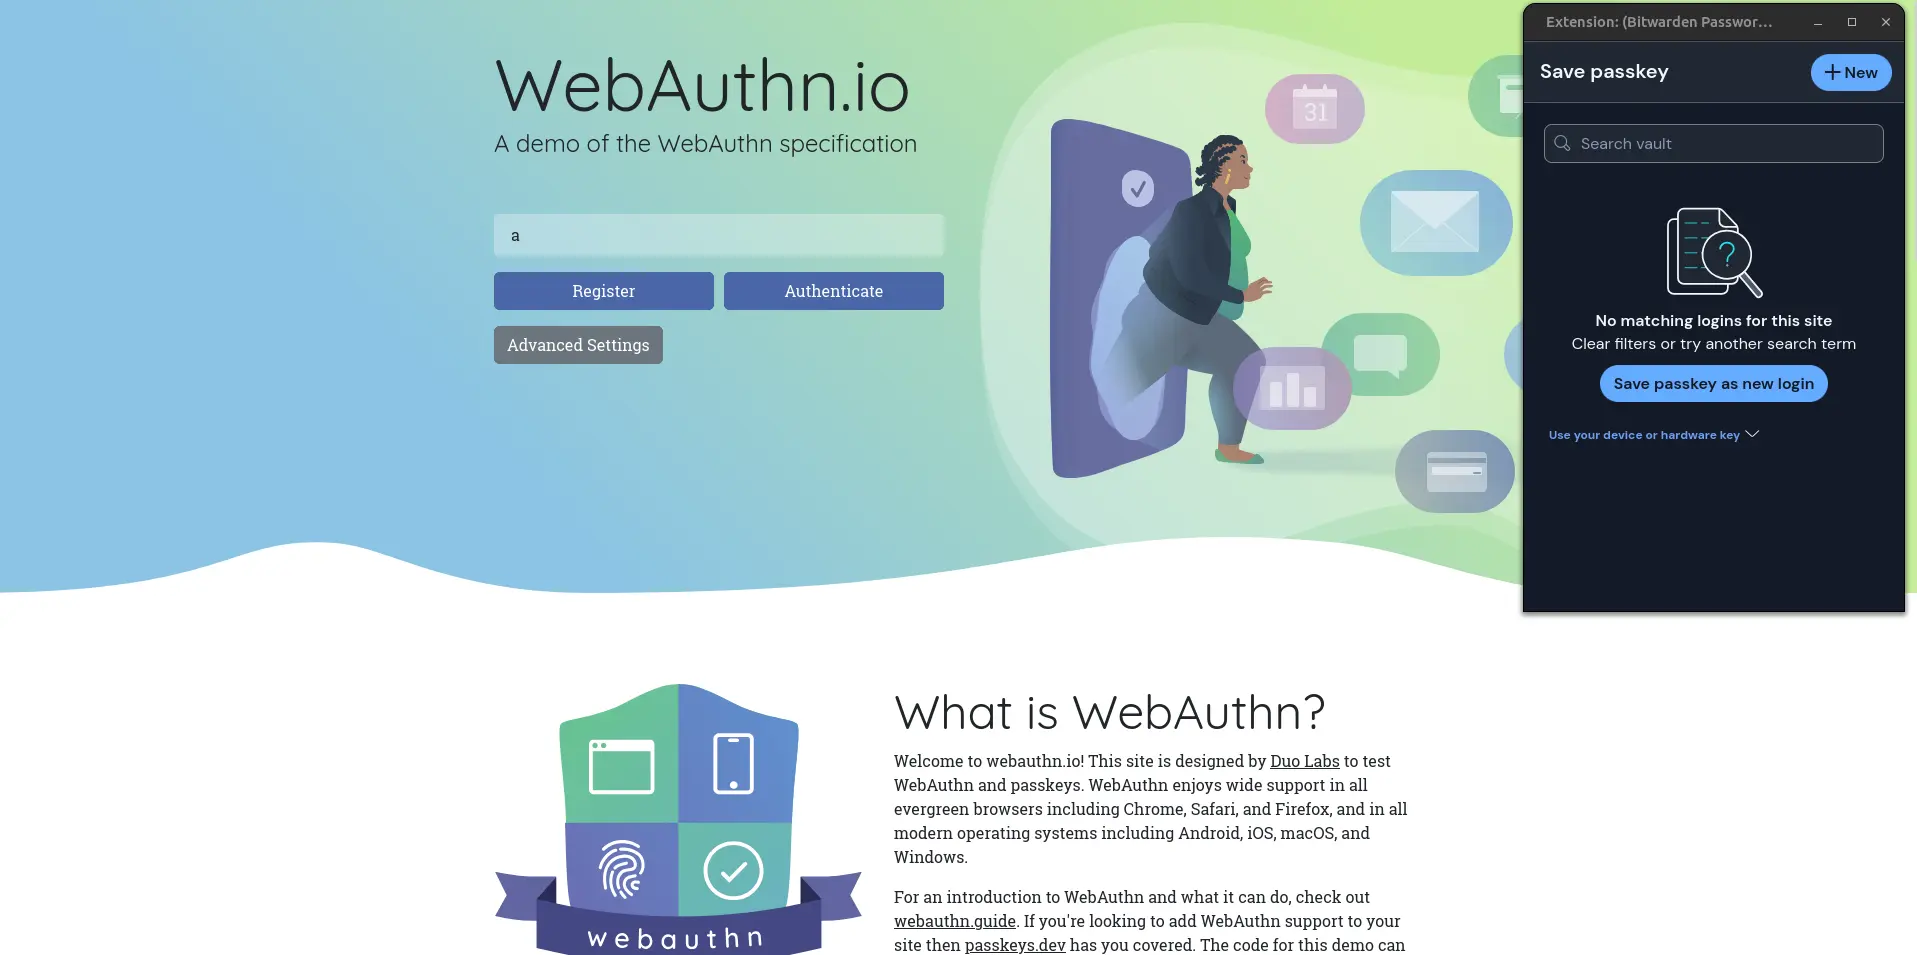 WebAuthn.io
A demo of the WebAuthn specification
a
Register
Authenticate
Advanced Settings
31
Extension: (Bitwarden Passwor...
Save passkey
New
Search vault
?
No matching logins for this site
Clear filters or try another search term
Save passkey as new login
Use your device or hardware key
webauthn
What is WebAuthn?
Welcome to webauthn.io! This site is designed by Duo Labs to test
WebAuthn and passkeys. WebAuthn enjoys wide support in all
evergreen browsers including Chrome, Safari, and Firefox, and in all
modern operating systems including Android, iOS, macOS, and
Windows.
For an introduction to WebAuthn and what it can do, check out
webauthn.guide. If you're looking to add WebAuthn support to your
site then passkeys.dev has you covered. The code for this demo can